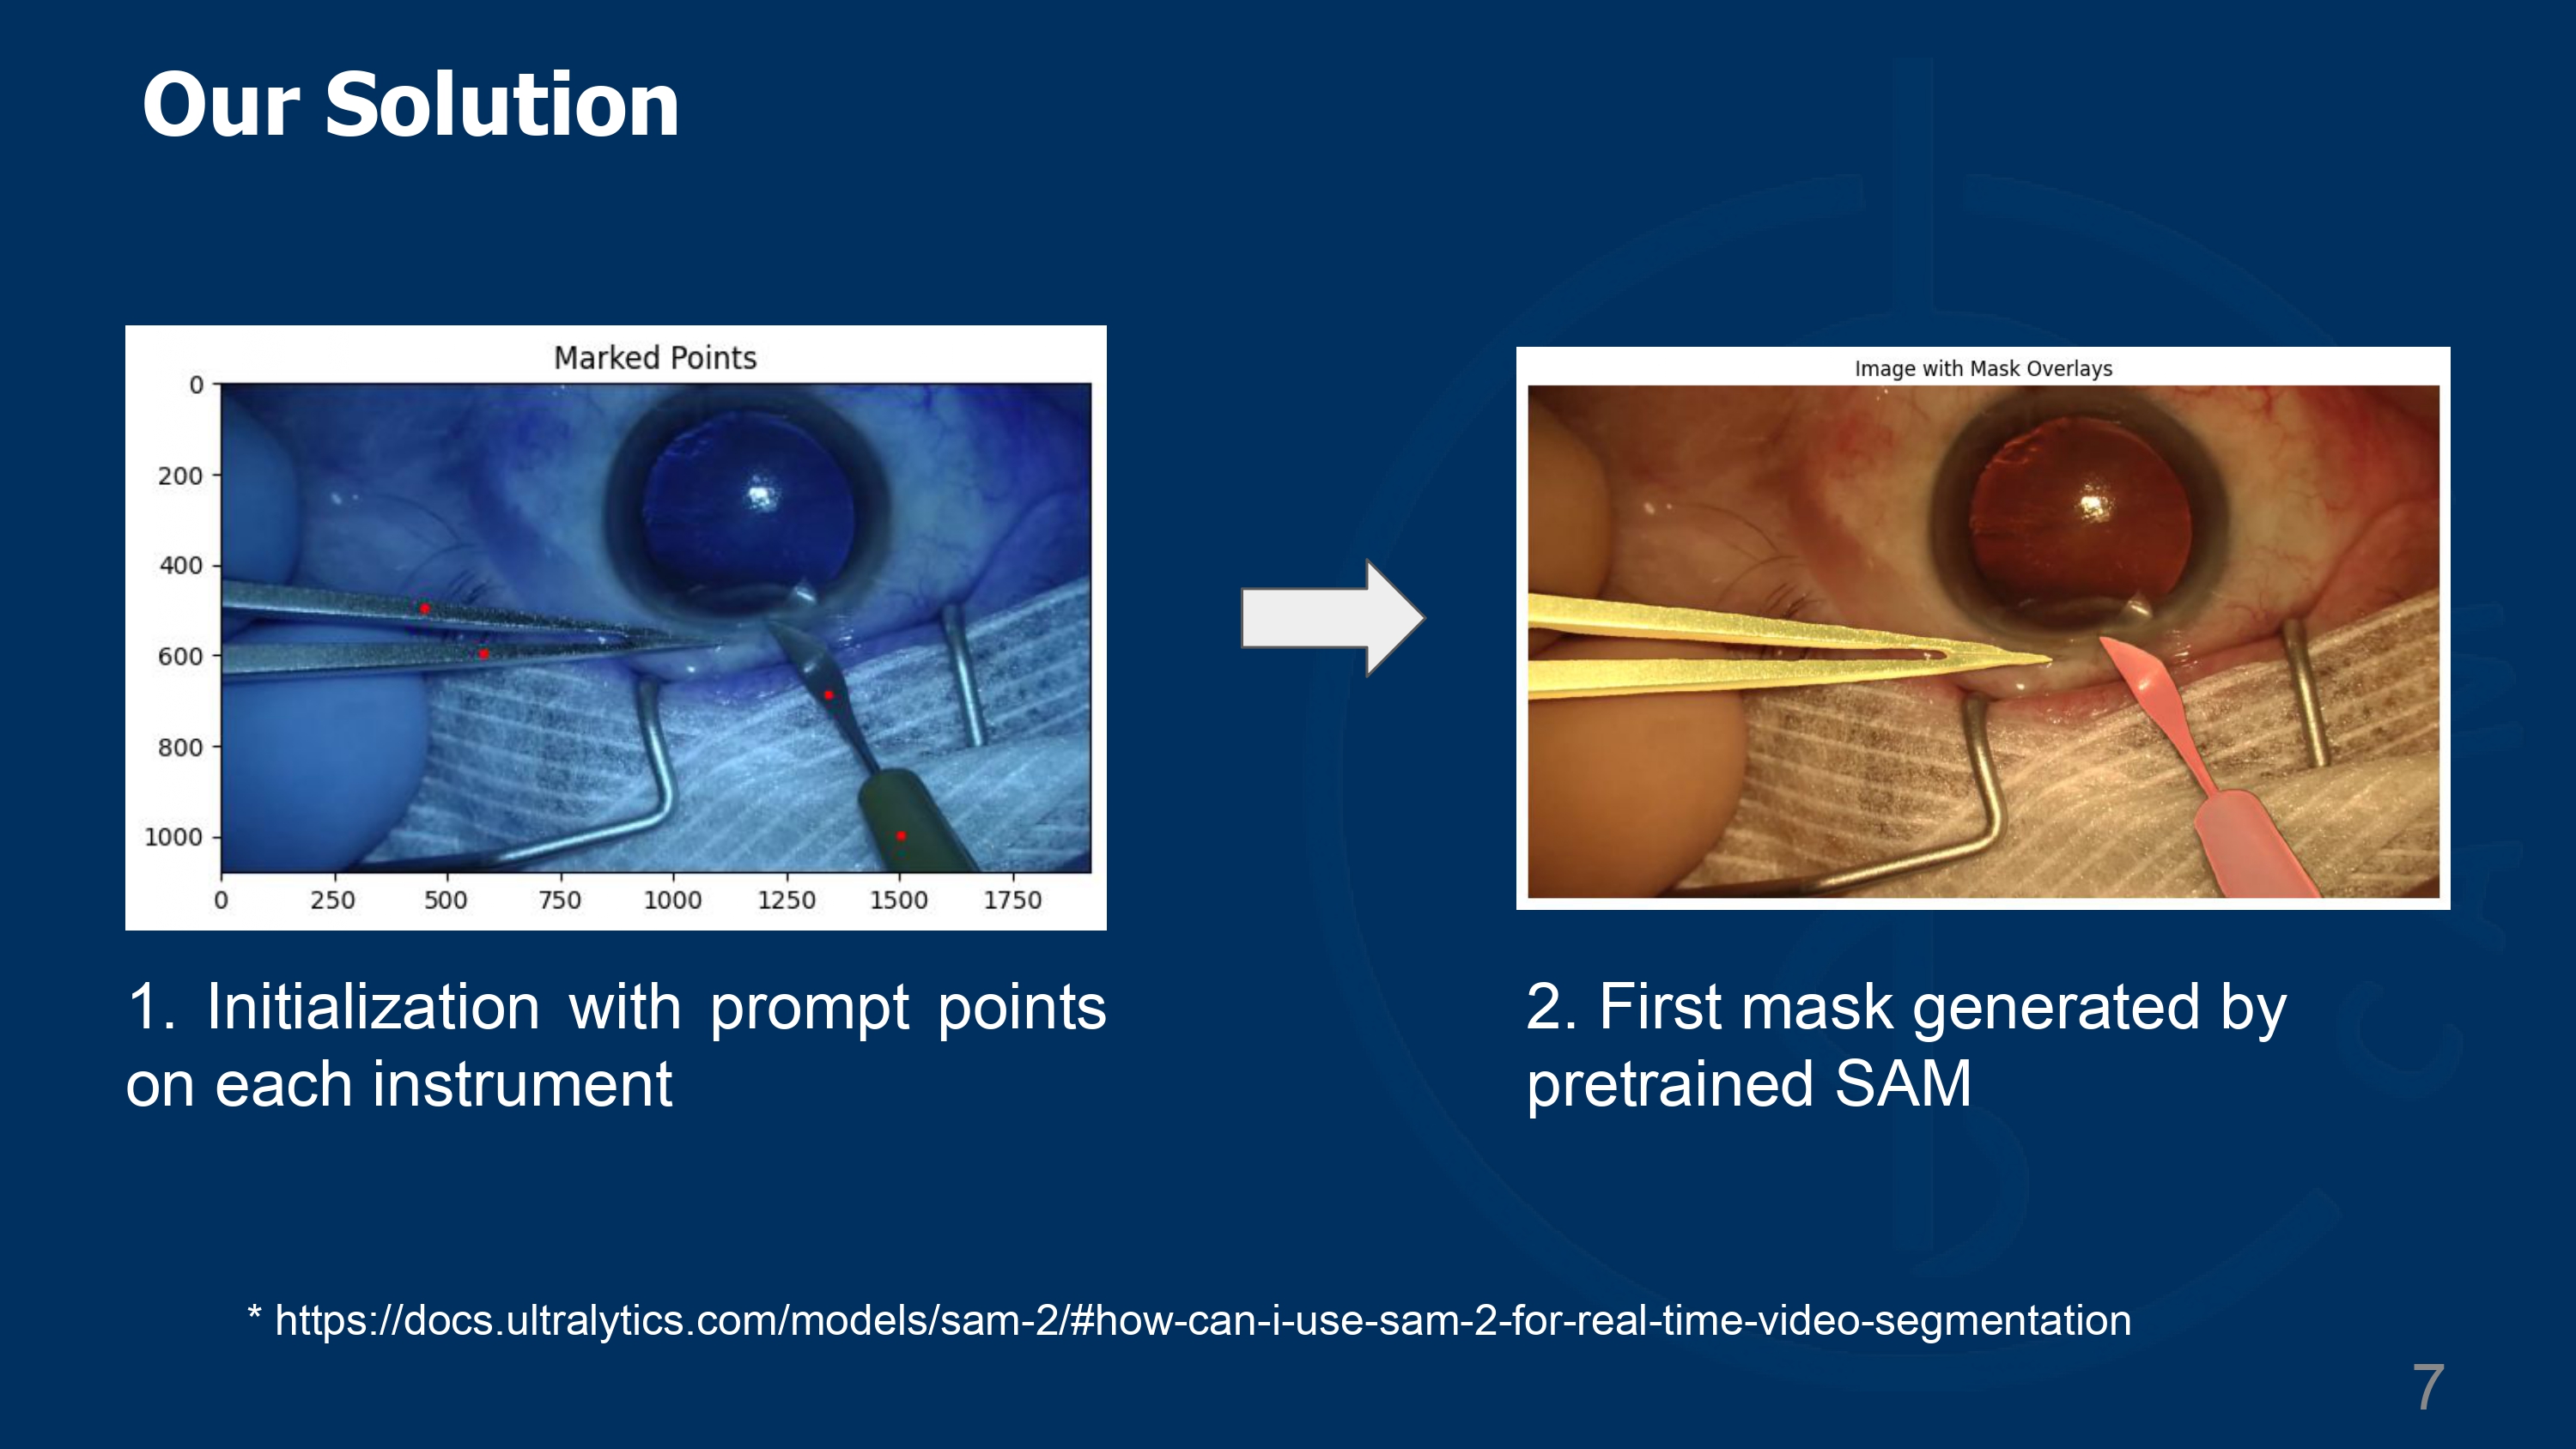 Our Solution
Marked Points
0
200
400
600
800
1000
0 250 500 750 1000 1250 1500 1750
Image with Mask Overlays
1. Initialization with prompt points
on each instrument
2. First mask generated by
pretrained SAM
* https://docs.ultralytics.com/models/sam-2/#how-can-i-use-sam-2-for-real-time-video-segmentation
7